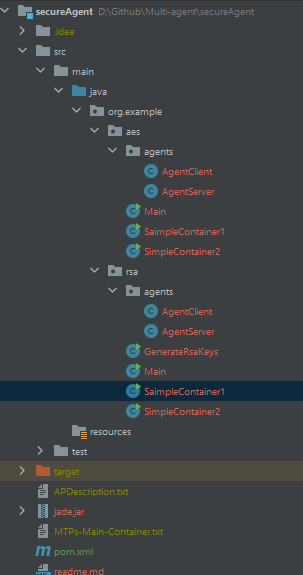 secureAgent D:\Github\Multi-agent\secureAgent
.idea
src
main
java
org.example
aes
agents
AgentClient
AgentServer
Main
SaimpleContainer1
SimpleContainer2
rsa
agents
AgentClient
AgentServer
GenerateRsaKeys
Main
SaimpleContainer1
SimpleContainer2
resources
test
target
APDescription.txt
jade.jar
MTPs-Main-Container.txt
pom.xml
readme.md